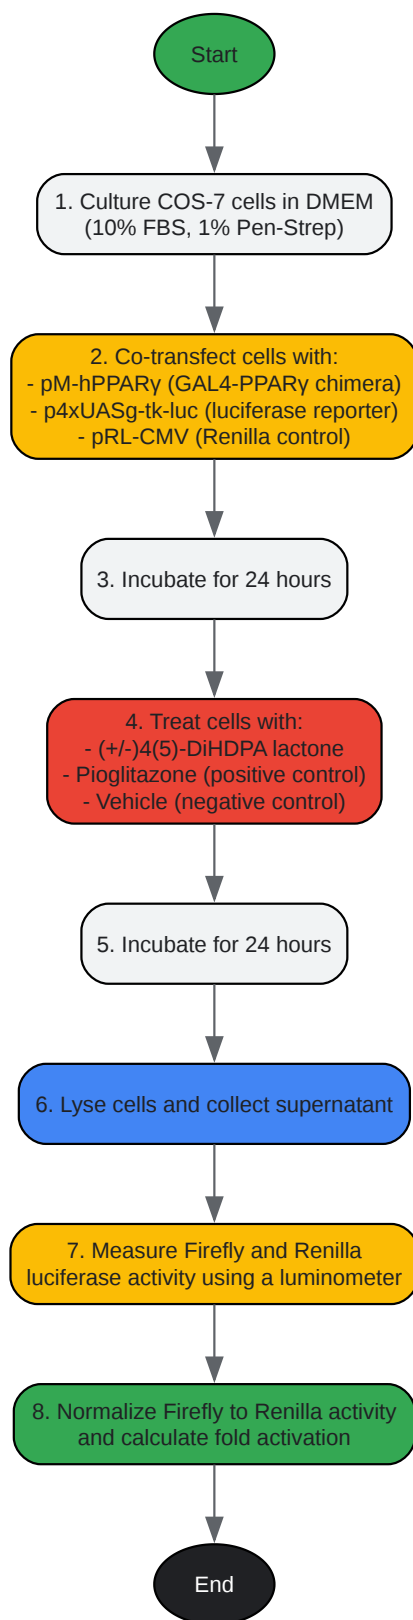 Start
1. Culture COS-7 cells in DMEM
(10% FBS, 1% Pen-Strep)
2. Co-transfect cells with:
- pM-hPPARγ (GAL4-PPARγ chimera)
- p4xUASg-tk-luc (luciferase reporter)
- pRL-CMV (Renilla control)
3. Incubate for 24 hours
4. Treat cells with:
- (+/-)4(5)-DiHDPA lactone
- Pioglitazone (positive control)
- Vehicle (negative control)
5. Incubate for 24 hours
6. Lyse cells and collect supernatant
7. Measure Firefly and Renilla
luciferase activity using a luminometer
8. Normalize Firefly to Renilla activity
and calculate fold activation
End